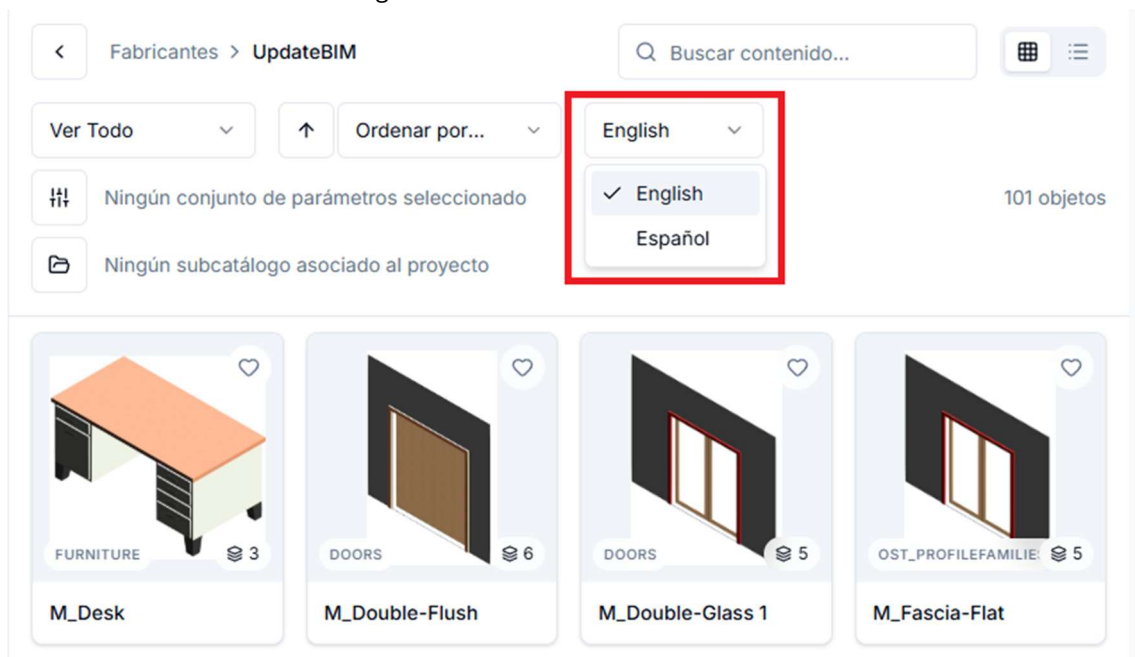 Fabricantes > UpdateBIM
Buscar contenido...
Ver Todo
Ordenar por...
English
Ningún conjunto de parámetros seleccionado
English
101 objetos
Español
Ningún subcatálogo asociado al proyecto
FURNITURE
3
DOORS
6
DOORS
5
OST_PROFILEFAMILIE
5
M_Desk
M_Double-Flush
M_Double-Glass 1
M_Fascia-Flat